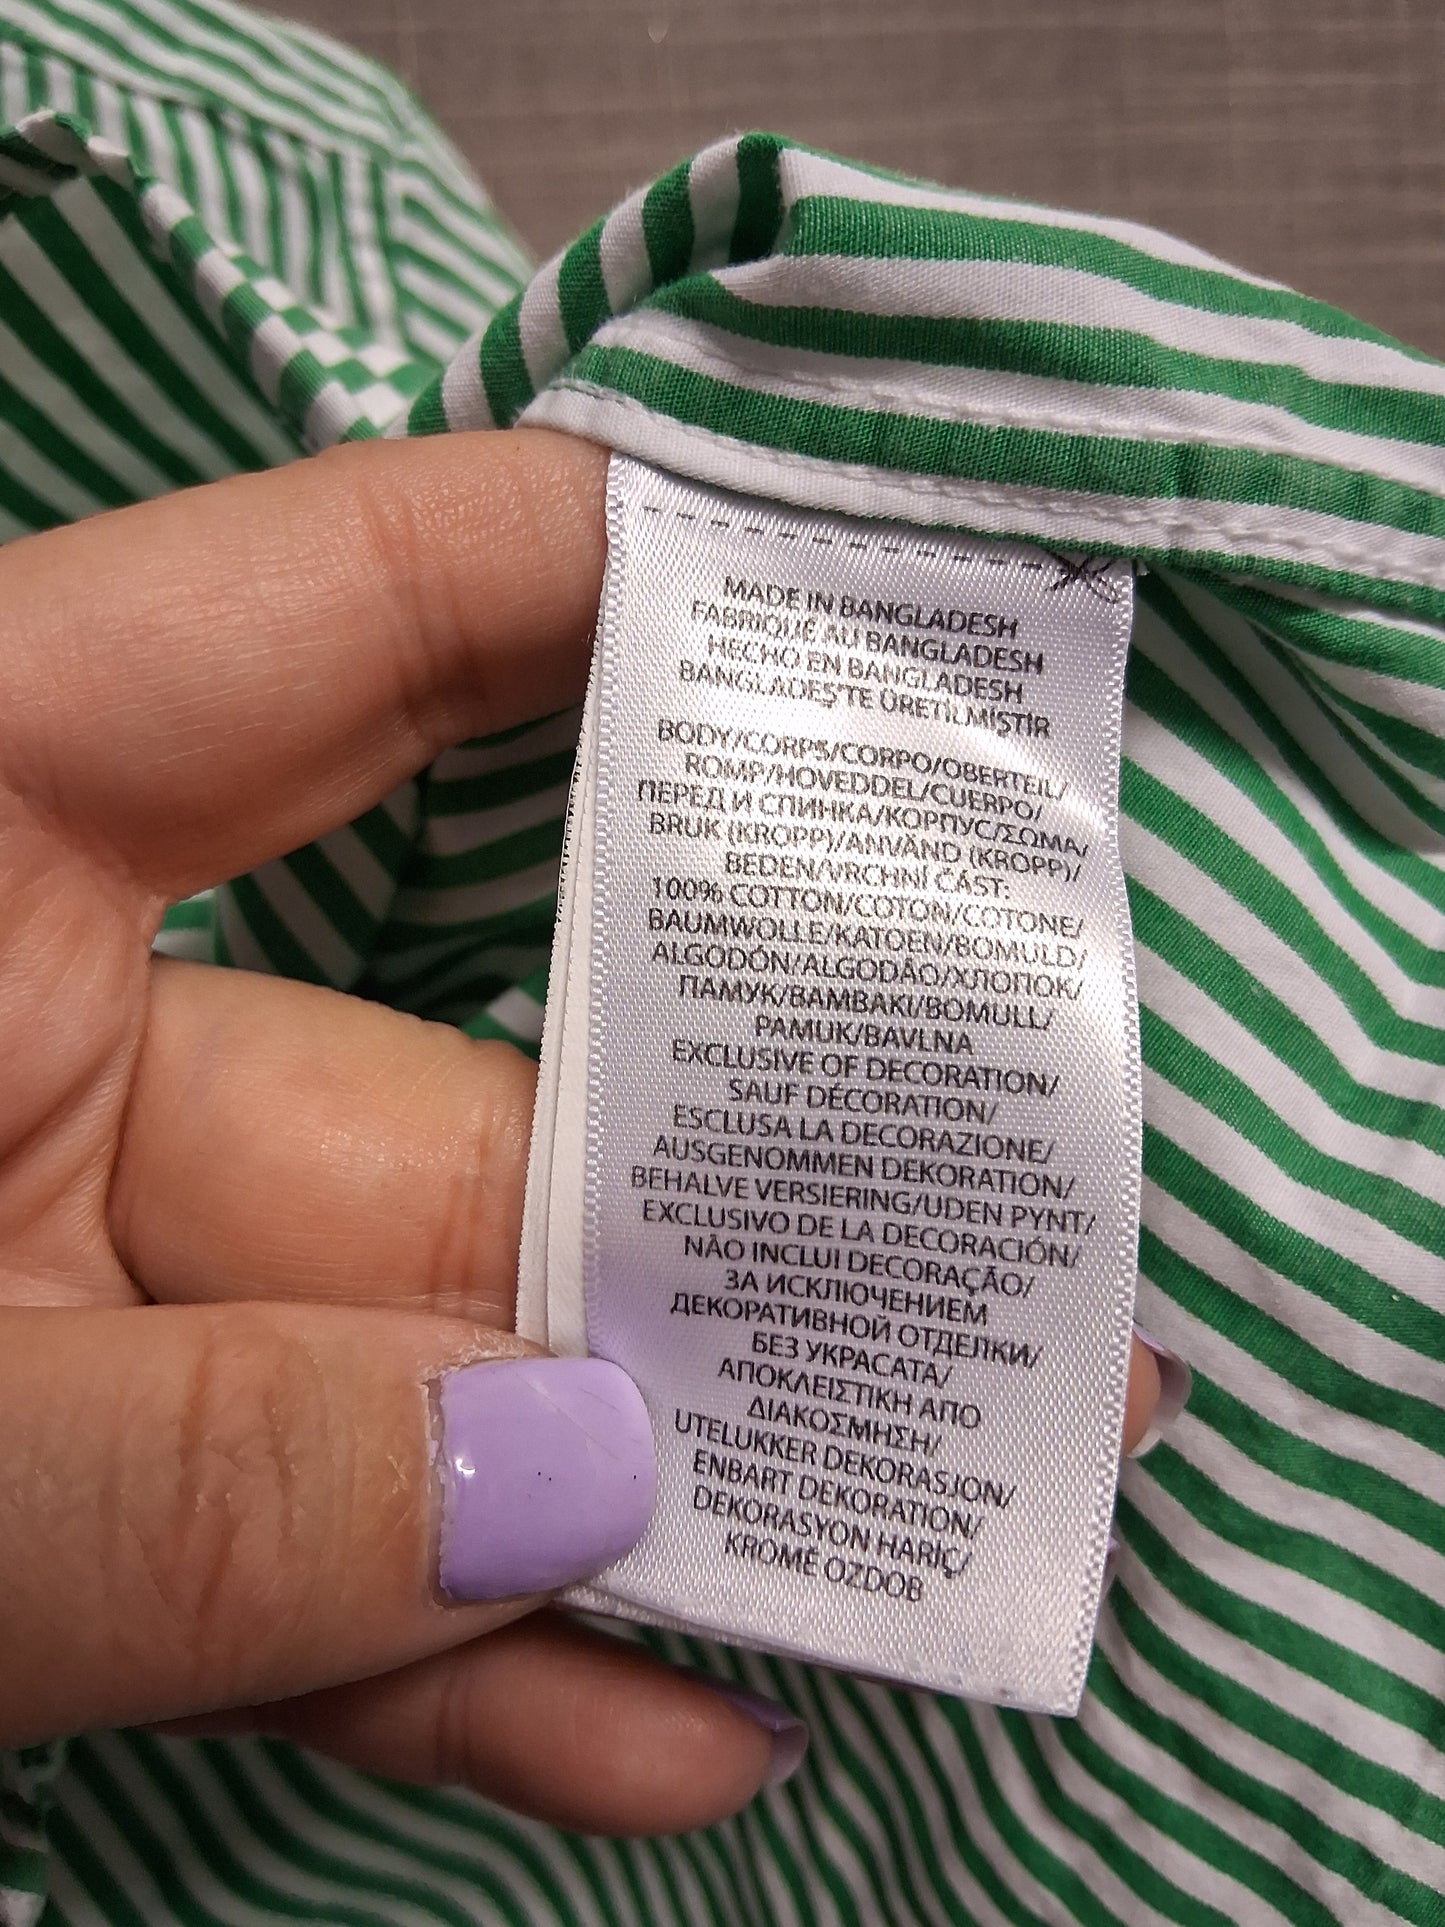 MADE IN BANGLADESH
FABRIQUÉ AU BANGLADESH
HECHO EN BANGLADESH
BANGLADEŞ'TE ÜRETİLMİŞTİR
BODY/CORPS/CORPO/OBERTEIL/
ROMP/HOVEDDEL/CUERPO/
ПЕРЕД И СПИНКА/КОРПУС/ΣΩΜΑ/
BRUK (KROPP)/ANVÄND (KROPP)/
BEDEN/VRCHNÍ ČÁST:
100% COTTON/COTON/COTONE/
BAUMWOLLE/KATOEN/BOMULD/
ALGODÓN/ALGODÃO/ХЛОПОК/
ПАМУК/BAMBAKI/BOMULL/
PAMUK/BAVLNA
EXCLUSIVE OF DECORATION/
SAUF DÉCORATION/
ESCLUSA LA DECORAZIONE/
AUSGENOMMEN DEKORATION/
BEHALVE VERSIERING/UDEN PYNT/
EXCLUSIVO DE LA DECORACIÓN/
NÃO INCLUI DECORAÇÃO/
ЗА ИСКЛЮЧЕНИЕМ
ДЕКОРАТИВНОЙ ОТДЕЛКИ/
БЕЗ УКРАСАТА/
ΑΠΟΚΛΕΙΣΤΙΚΗ ΑΠΟ
ΔΙΑΚΟΣΜΗΣΗ/
UTELUKKER DEKORASJON/
ENBART DEKORATION/
DEKORASYON HARİÇ/
KROMĚ OZDOB